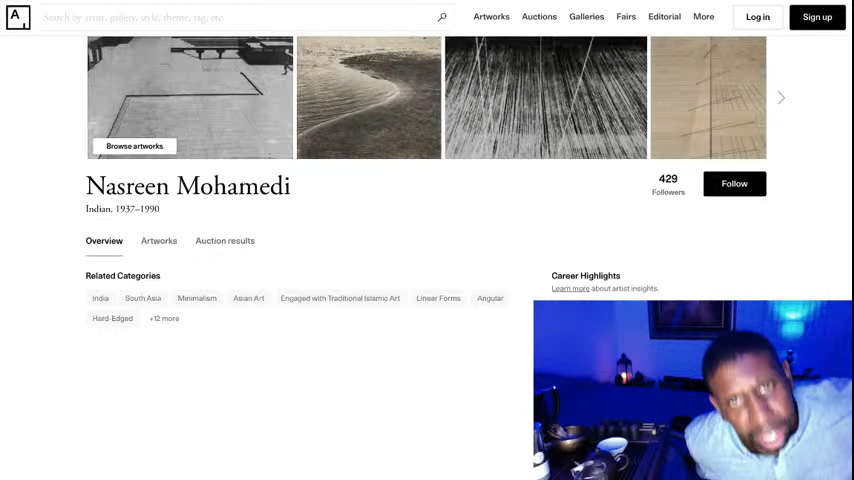 A.
Search by artist, gallery, style, theme, tag, etc.
Artworks Auctions Galleries Fairs Editorial More Log in Sign up
Browse artworks
Nasreen Mohamedi
Indian, 1937–1990
429
Followers
Follow
Overview Artworks Auction results
Related Categories
India South Asia Minimalism Asian Art Engaged with Traditional Islamic Art Linear Forms Angular
Hard-Edged +12 more
Career Highlights
Learn more about artist insights.